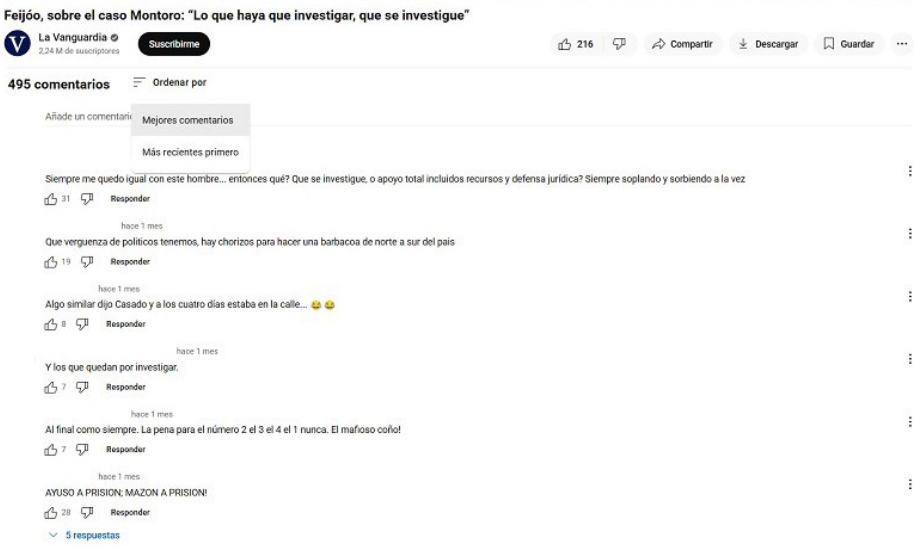 Feijóo, sobre el caso Montoro: “Lo que haya que investigar, que se investigue”
V
La Vanguardia
2,24 M de suscriptores
Suscribirme
216
Compartir
Descargar
Guardar
495 comentarios
Ordenar por
Añade un comentario
Mejores comentarios
Más recientes primero
Siempre me quedo igual con este hombre... entonces qué? Que se investigue, o apoyo total incluidos recursos y defensa jurídica? Siempre soplando y sorbiendo a la vez
31 Responder
hace 1 mes
Que verguenza de politicos tenemos, hay chorizos para hacer una barbacoa de norte a sur del pais
19 Responder
hace 1 mes
Algo similar dijo Casado y a los cuatro días estaba en la calle... 😂 😂
8 Responder
hace 1 mes
Y los que quedan por investigar.
7 Responder
hace 1 mes
Al final como siempre. La pena para el número 2 el 3 el 4 el 1 nunca. El mafioso coño!
7 Responder
hace 1 mes
AYUSO A PRISION; MAZON A PRISION!
28 Responder
5 respuestas